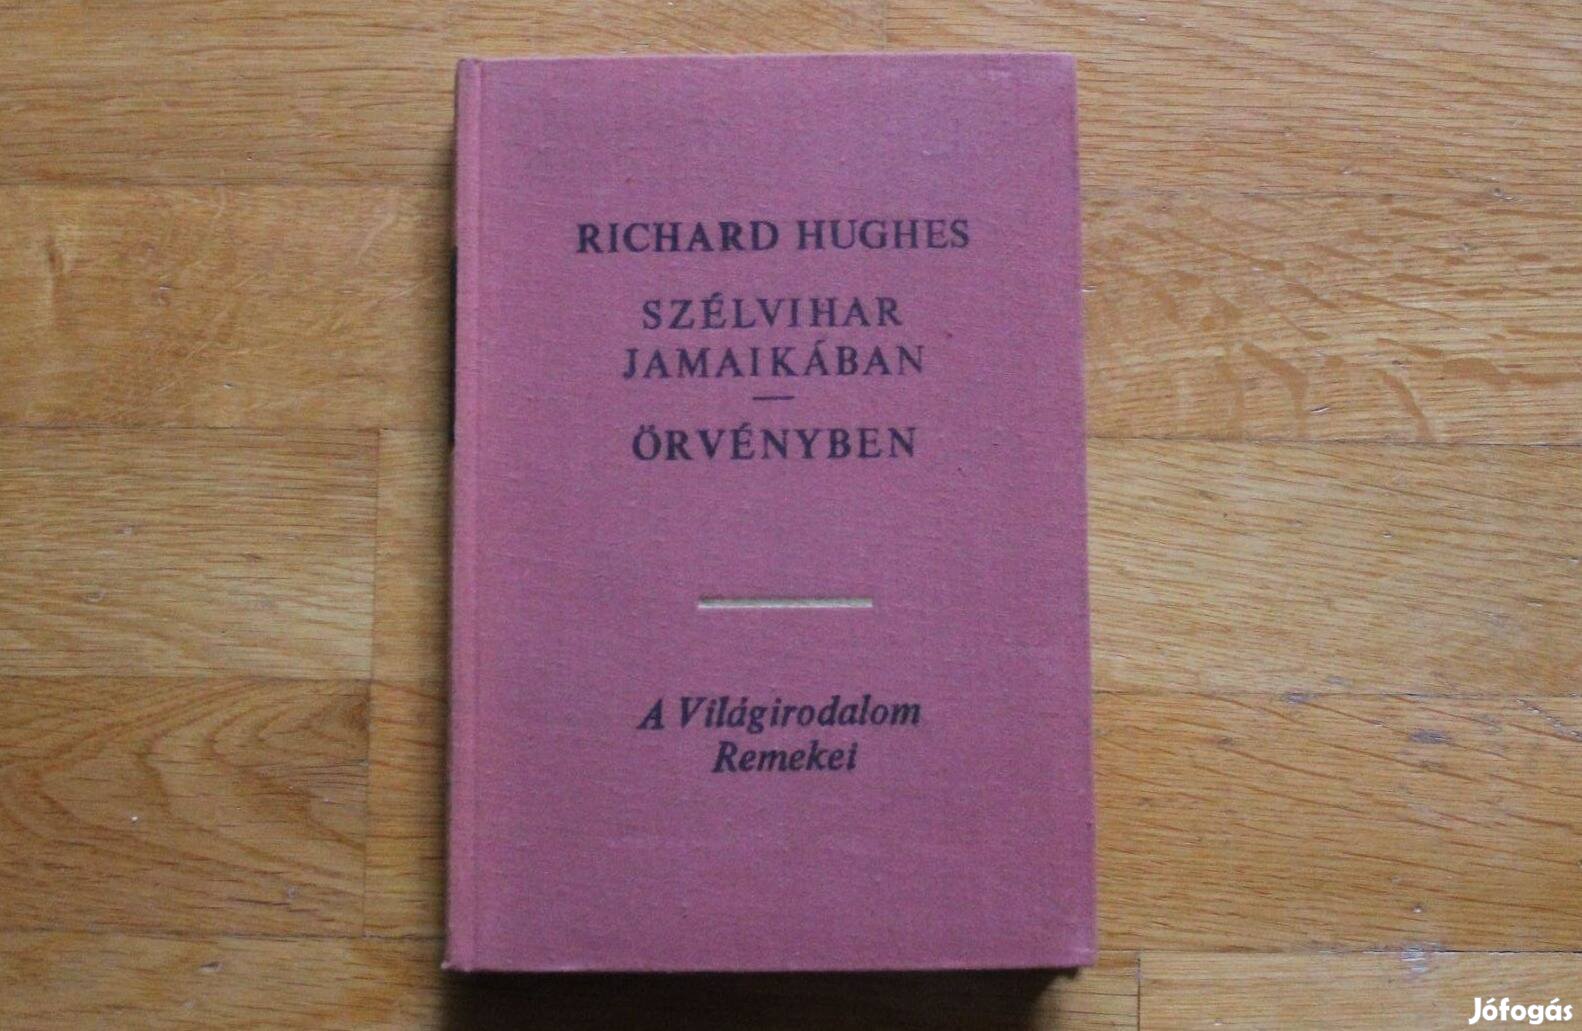 RICHARD HUGHES
SZÉLVIHAR
JAMAIKÁBAN
ÖRVÉNYBEN
A Világirodalom
Remekei
Jófogás